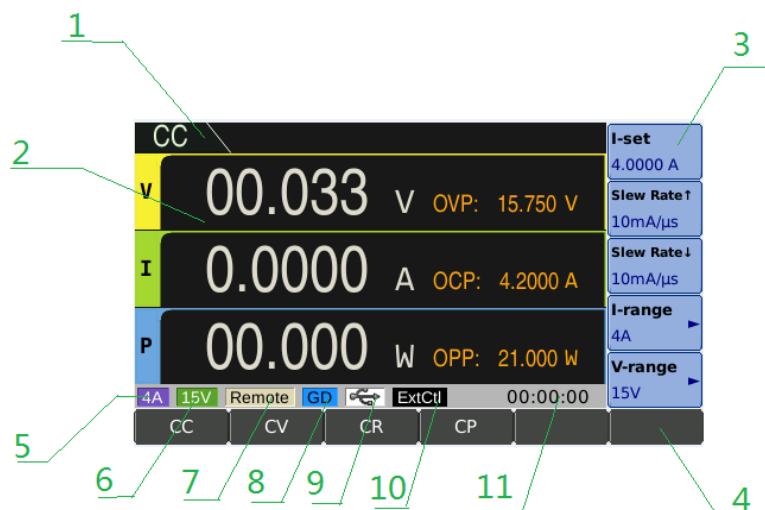 1
3
CC
I-set
4.0000 A
2
V 00.033 V OVP: 15.750 V
Slew Rate↑
10mA/µs
I 0.0000 A OCP: 4.2000 A
Slew Rate↓
10mA/µs
I-range
4A ►
P 00.000 W OPP: 21.000 W
V-range
15V ►
4A 15V Remote GD ExtCtl 00:00:00
CC CV CR CP
5
6 7 8 9 10 11 4